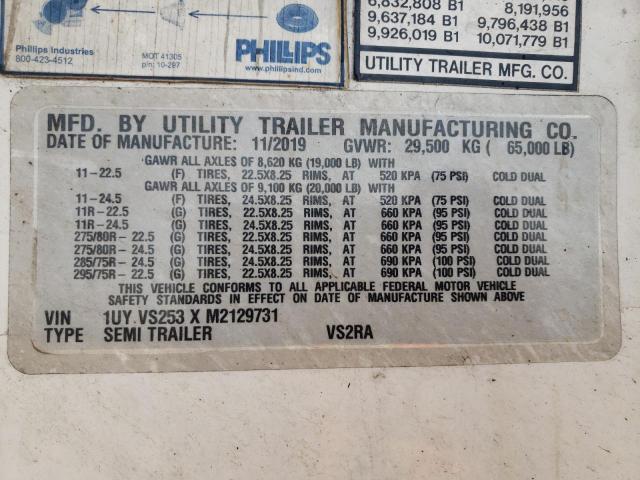 Phillips Industries
800-423-4512
MOT 41305
p/n: 10-297
PHILLIPS
www.phillipsind.com
6,832,808 B1 8,191,956
9,637,184 B1 9,796,438 B1
9,926,019 B1 10,071,779 B1
UTILITY TRAILER MFG. CO.
MFD. BY UTILITY TRAILER MANUFACTURING CO.
DATE OF MANUFACTURE: 11/2019 GVWR: 29,500 KG ( 65,000 LB)
GAWR ALL AXLES OF 8,620 KG (19,000 LB) WITH
11-22.5 (F) TIRES, 22.5X8.25 RIMS, AT 520 KPA (75 PSI) COLD DUAL
GAWR ALL AXLES OF 9,100 KG (20,000 LB) WITH
11-24.5 (F) TIRES, 24.5X8.25 RIMS, AT 520 KPA (75 PSI) COLD DUAL
11R-22.5 (G) TIRES, 22.5X8.25 RIMS, AT 660 KPA (95 PSI) COLD DUAL
11R-24.5 (G) TIRES, 24.5X8.25 RIMS, AT 660 KPA (95 PSI) COLD DUAL
275/80R-22.5 (G) TIRES, 22.5X8.25 RIMS, AT 660 KPA (95 PSI) COLD DUAL
275/80R-24.5 (G) TIRES, 24.5X8.25 RIMS, AT 660 KPA (95 PSI) COLD DUAL
285/75R-24.5 (G) TIRES, 24.5X8.25 RIMS, AT 690 KPA (100 PSI) COLD DUAL
295/75R-22.5 (G) TIRES, 22.5X8.25 RIMS, AT 690 KPA (100 PSI) COLD DUAL
THIS VEHICLE CONFORMS TO ALL APPLICABLE FEDERAL MOTOR VEHICLE
SAFETY STANDARDS IN EFFECT ON DATE OF MANUFACTURE SHOWN ABOVE
VIN 1UY VS253 X M2129731
TYPE SEMI TRAILER VS2RA